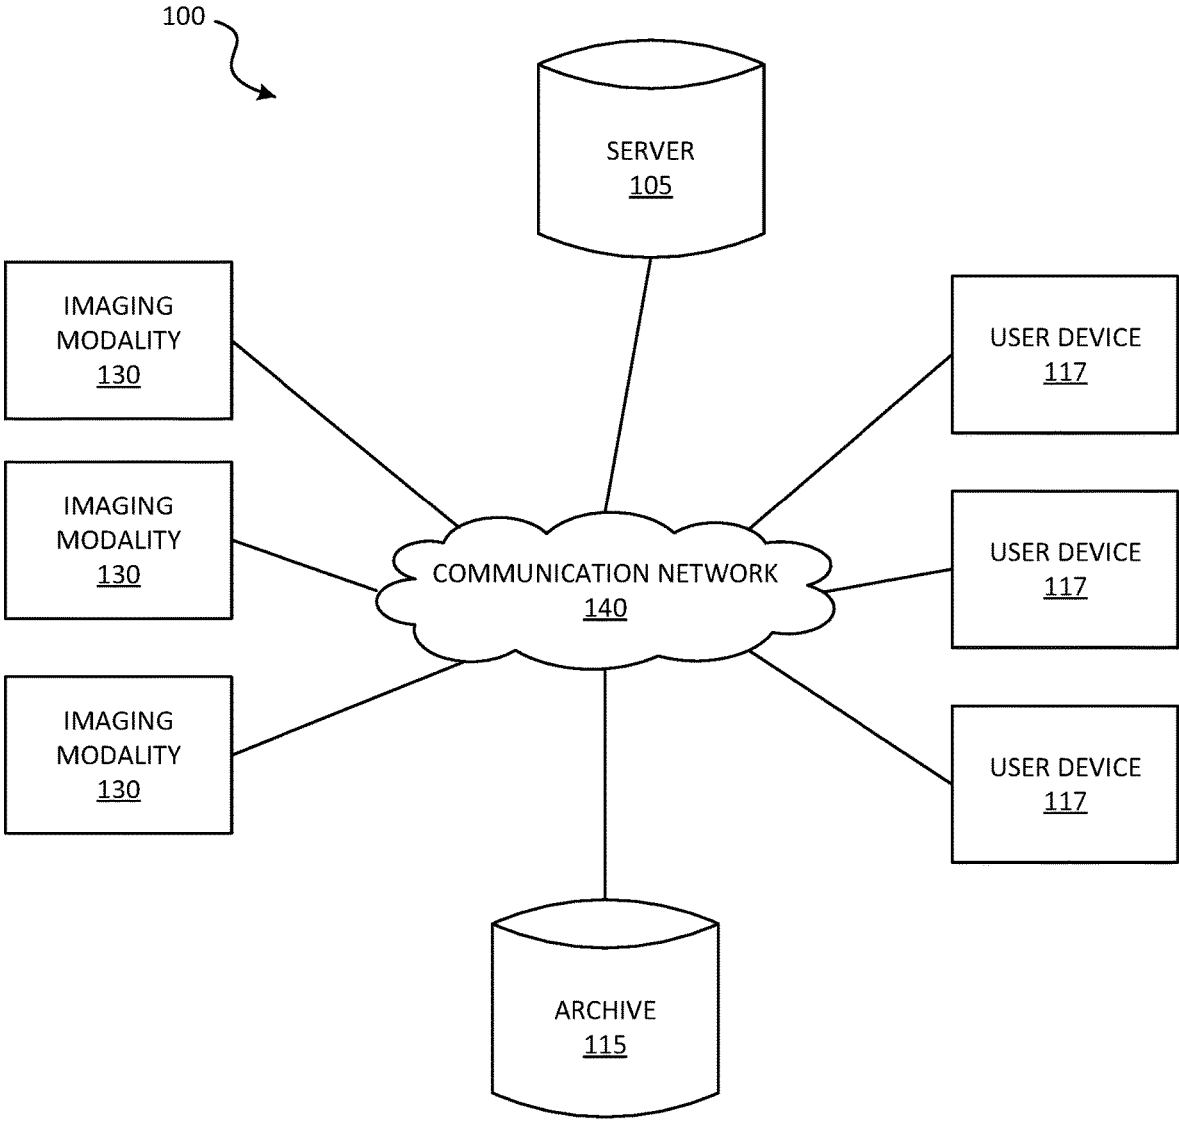 100
SERVER
105
IMAGING
MODALITY
130
USER DEVICE
117
IMAGING
MODALITY
130
USER DEVICE
117
COMMUNICATION NETWORK
140
IMAGING
MODALITY
130
USER DEVICE
117
ARCHIVE
115